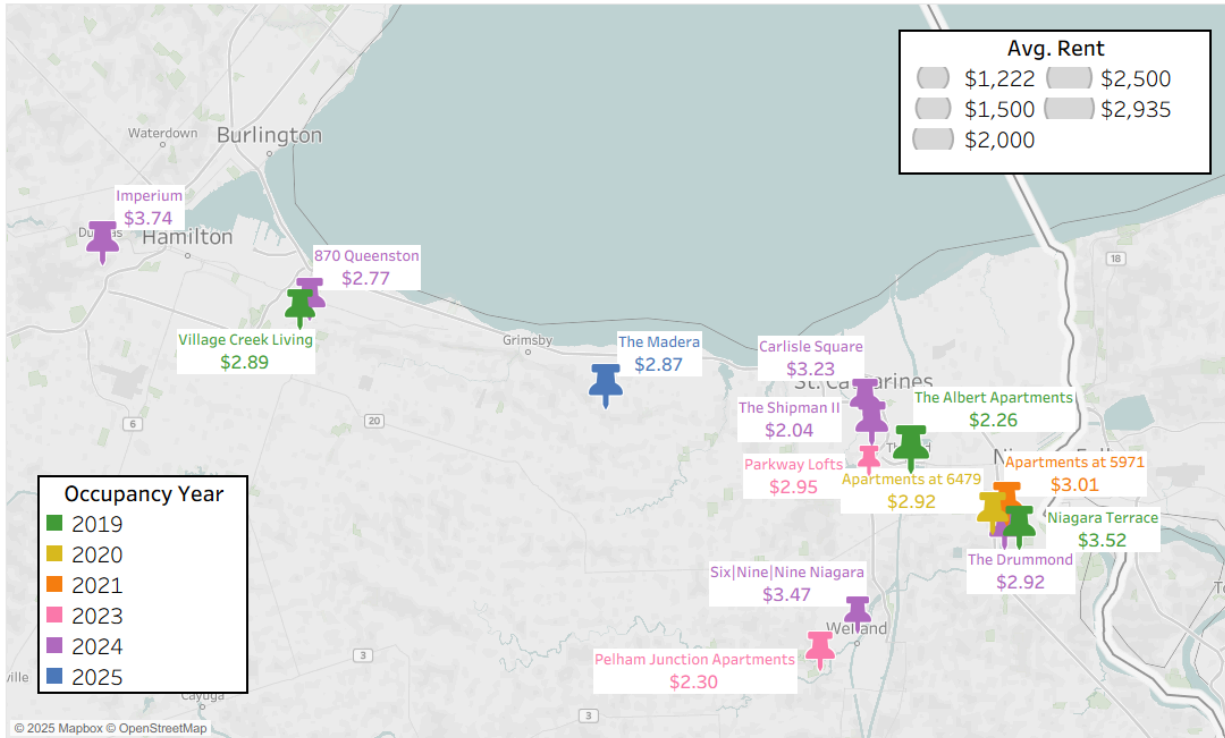 Avg. Rent
$1,222 $2,500
$1,500 $2,935
$2,000
Waterdown
Burlington
18
Imperium
$3.74
Hamilton
870 Queenston
$2.77
Village Creek Living
$2.89
Grimsby
The Madera
$2.87
Carlisle Square
$3.23
St. Catharines
The Shipman II
$2.04
The Albert Apartments
$2.26
6
20
Parkway Lofts
$2.95
Apartments at 6479
$2.92
Apartments at 5971
$3.01
Niagara Terrace
$3.52
The Drummond
$2.92
Occupancy Year
2019
2020
2021
2023
2024
2025
Six|Nine|Nine Niagara
$3.47
Welland
3
Pelham Junction Apartments
$2.30
ville
Cayuga
3
© 2025 Mapbox © OpenStreetMap